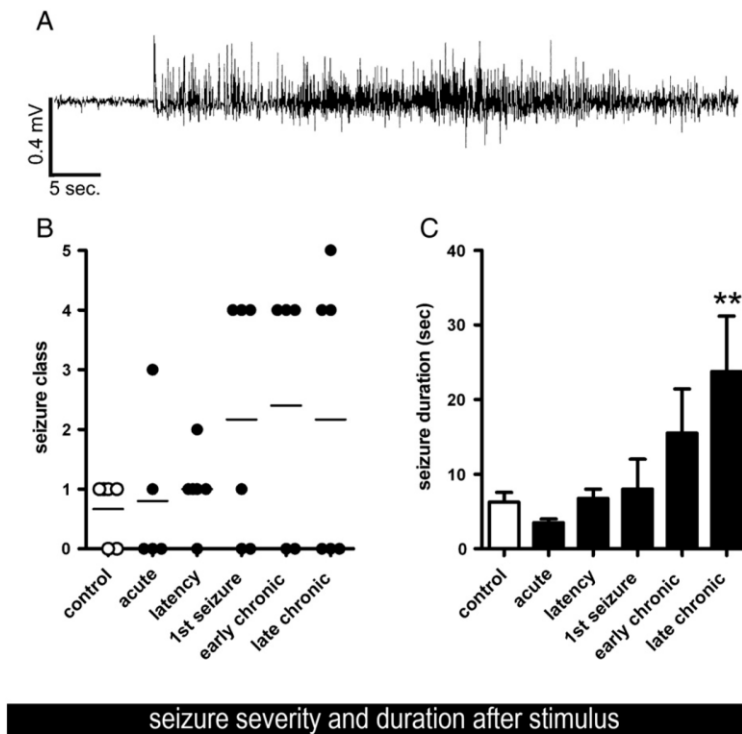 A
0.4 mV
5 sec.
B
seizure class
5
4
3
2
1
0
control
acute
latency
1st seizure
early chronic
late chronic
C
seizure duration (sec)
40
30
20
10
0
**
control
acute
latency
1st seizure
early chronic
late chronic
seizure severity and duration after stimulus